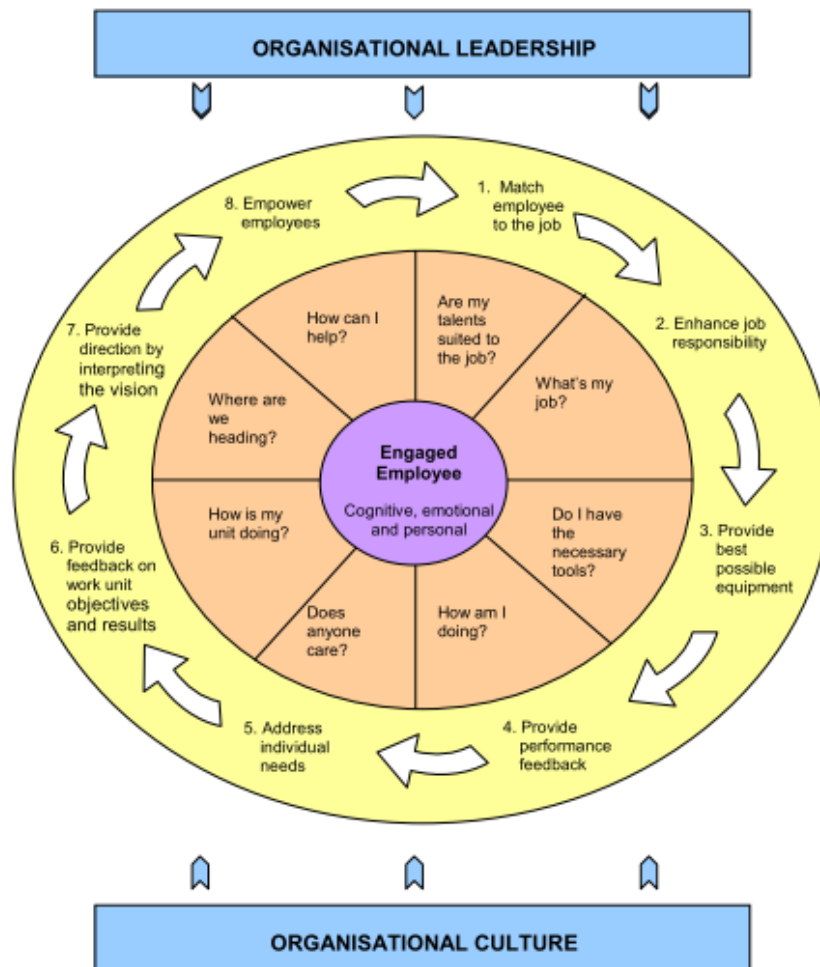 ORGANISATIONAL LEADERSHIP
8. Empower
employees
1. Match
employee
to the job
7. Provide
direction by
interpreting
the vision
2. Enhance job
responsibility
How can I
help?
Are my
talents
suited to
the job?
Where are
we
heading?
What's my
job?
Engaged
Employee
Cognitive, emotional
and personal
How is my
unit doing?
Do I have
the
necessary
tools?
6. Provide
feedback on
work unit
objectives
and results
3. Provide
best
possible
equipment
Does
anyone
care?
How am I
doing?
5. Address
individual
needs
4. Provide
performance
feedback
ORGANISATIONAL CULTURE